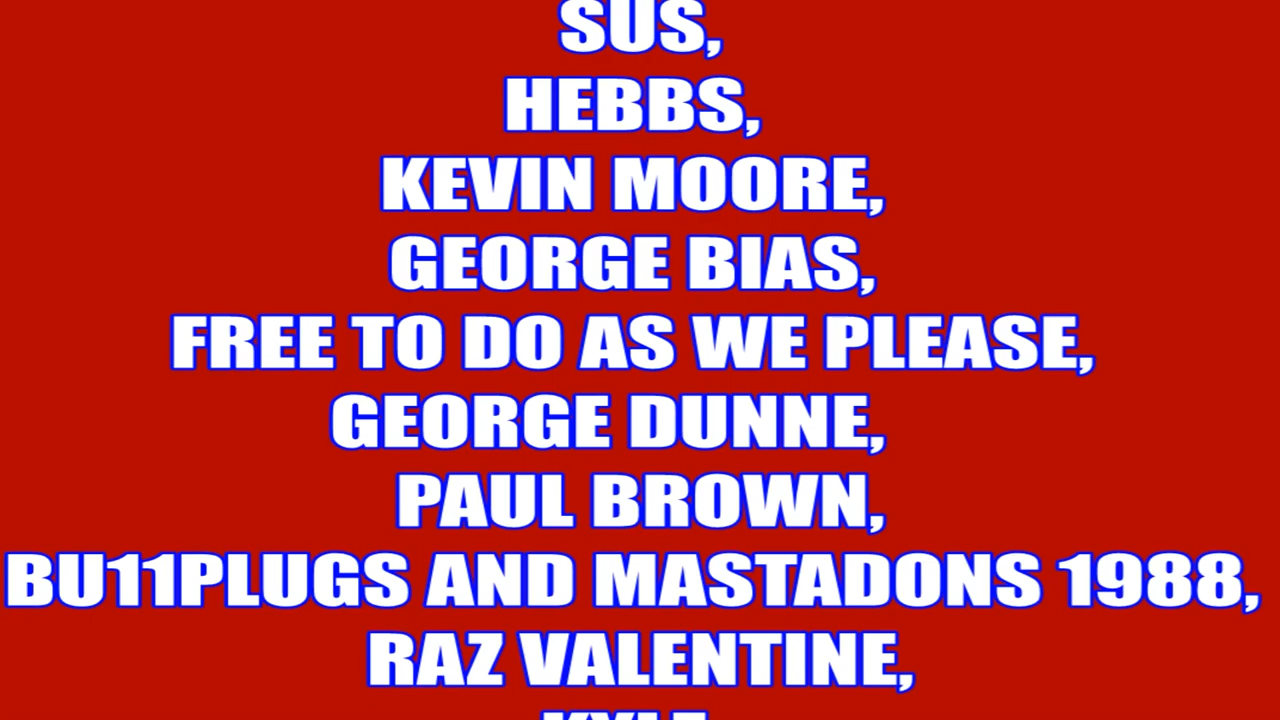 SUS,
HEBBS,
KEVIN MOORE,
GEORGE BIAS,
FREE TO DO AS WE PLEASE,
GEORGE DUNNE,
PAUL BROWN,
BU11PLUGS AND MASTADONS 1988,
RAZ VALENTINE,